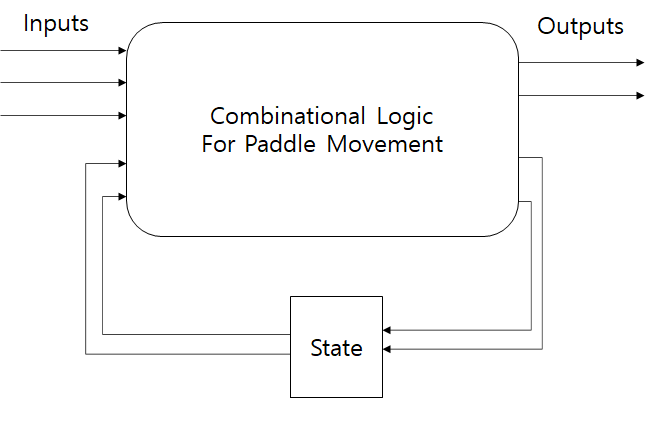 Inputs
Outputs
Combinational Logic
For Paddle Movement
State